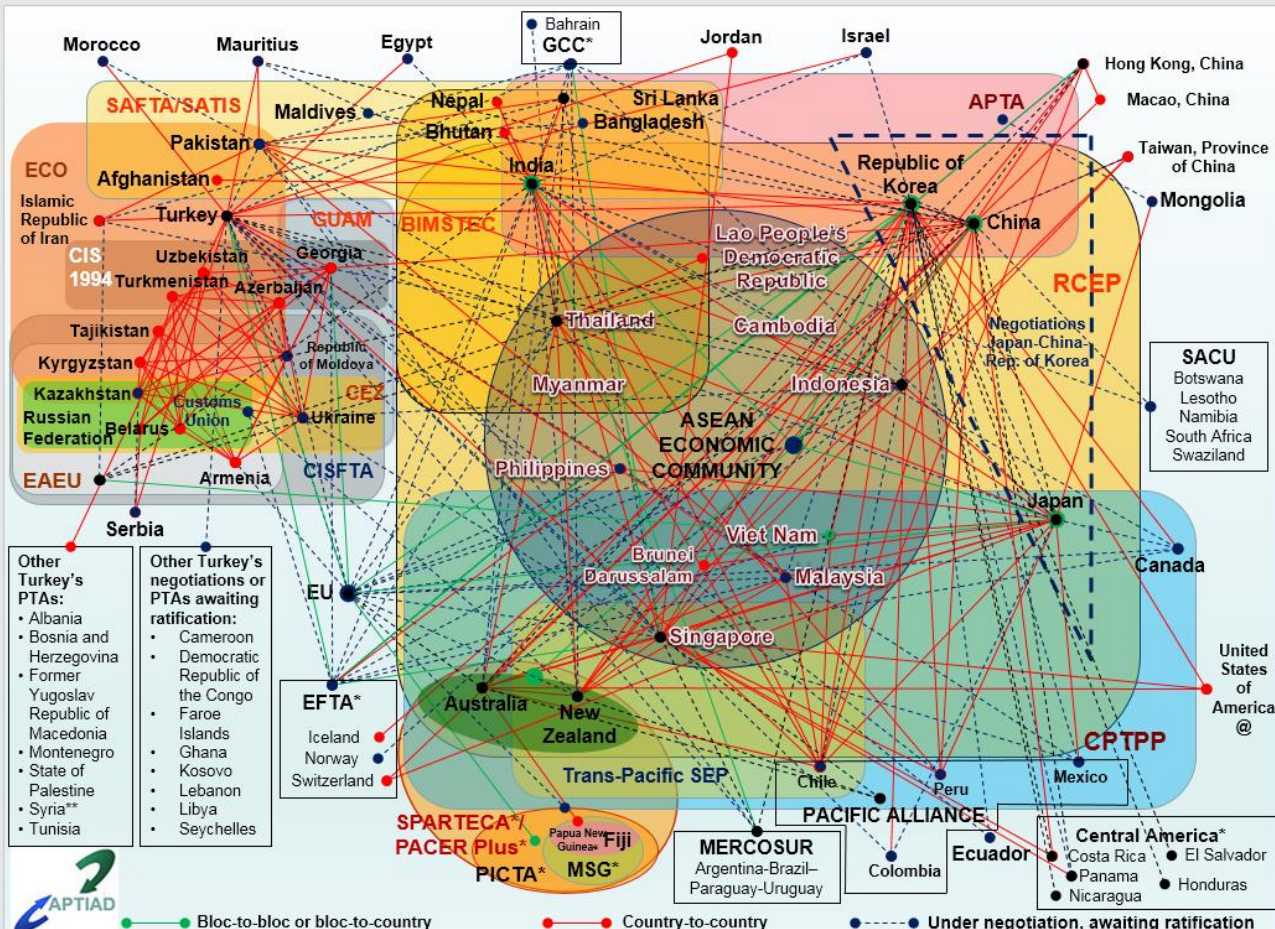 Morocco
Mauritius
Egypt
Bahrain
GCC*
Jordan
Israel
Hong Kong, China
Macao, China
Taiwan, Province
of China
Mongolia
SAFTA/SATIS
Maldives
Nepal
Bhutan
Sri Lanka
Bangladesh
APTA
Pakistan
India
Republic of
Korea
China
ECO
Afghanistan
Islamic
Republic
of Iran
Turkey
GUAM
BIMSTEC
Lao People's
Democratic
Republic
CIS
1994
Uzbekistan
Georgia
Turkmenistan
Azerbaijan
RCEP
Tajikistan
Thailand
Cambodia
Negotiations
Japan-China-
Rep. of Korea
Kyrgyzstan
Republic
of Moldova
Myanmar
Indonesia
SACU
Botswana
Lesotho
Namibia
South Africa
Swaziland
Kazakhstan
CEZ
Customs
Union
Russian
Federation
Belarus
Ukraine
ASEAN
ECONOMIC
COMMUNITY
EAEU
Armenia
CISFTA
Philippines
Serbia
Japan
Viet Nam
Brunei
Darussalam
Malaysia
Canada
EU
Singapore
Other
Turkey's
PTAs:
• Albania
• Bosnia and
Herzegovina
• Former
Yugoslav
Republic of
Macedonia
• Montenegro
• State of
Palestine
• Syria**
• Tunisia
Other Turkey's
negotiations or
PTAs awaiting
ratification:
• Cameroon
• Democratic
Republic of
the Congo
• Faroe
Islands
• Ghana
• Kosovo
• Lebanon
• Libya
• Seychelles
EFTA*
Iceland
Norway
Switzerland
Australia
New
Zealand
United
States
of
America
@
CPTPP
Trans-Pacific SEP
Chile
Peru
Mexico
PACIFIC ALLIANCE
SPARTECA*/
PACER Plus*
Papua New
Guinea*
Fiji
MSG*
PICTA*
MERCOSUR
Argentina-Brazil–
Paraguay-Uruguay
Colombia
Ecuador
Central America*
Costa Rica
El Salvador
Panama
Honduras
Nicaragua
APTIAD
Bloc-to-bloc or bloc-to-country
Country-to-country
Under negotiation, awaiting ratification